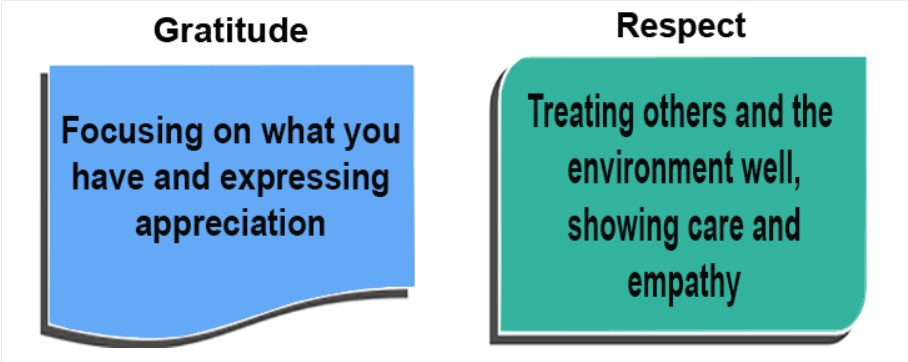 Gratitude
Focusing on what you
have and expressing
appreciation
Respect
Treating others and the
environment well,
showing care and
empathy